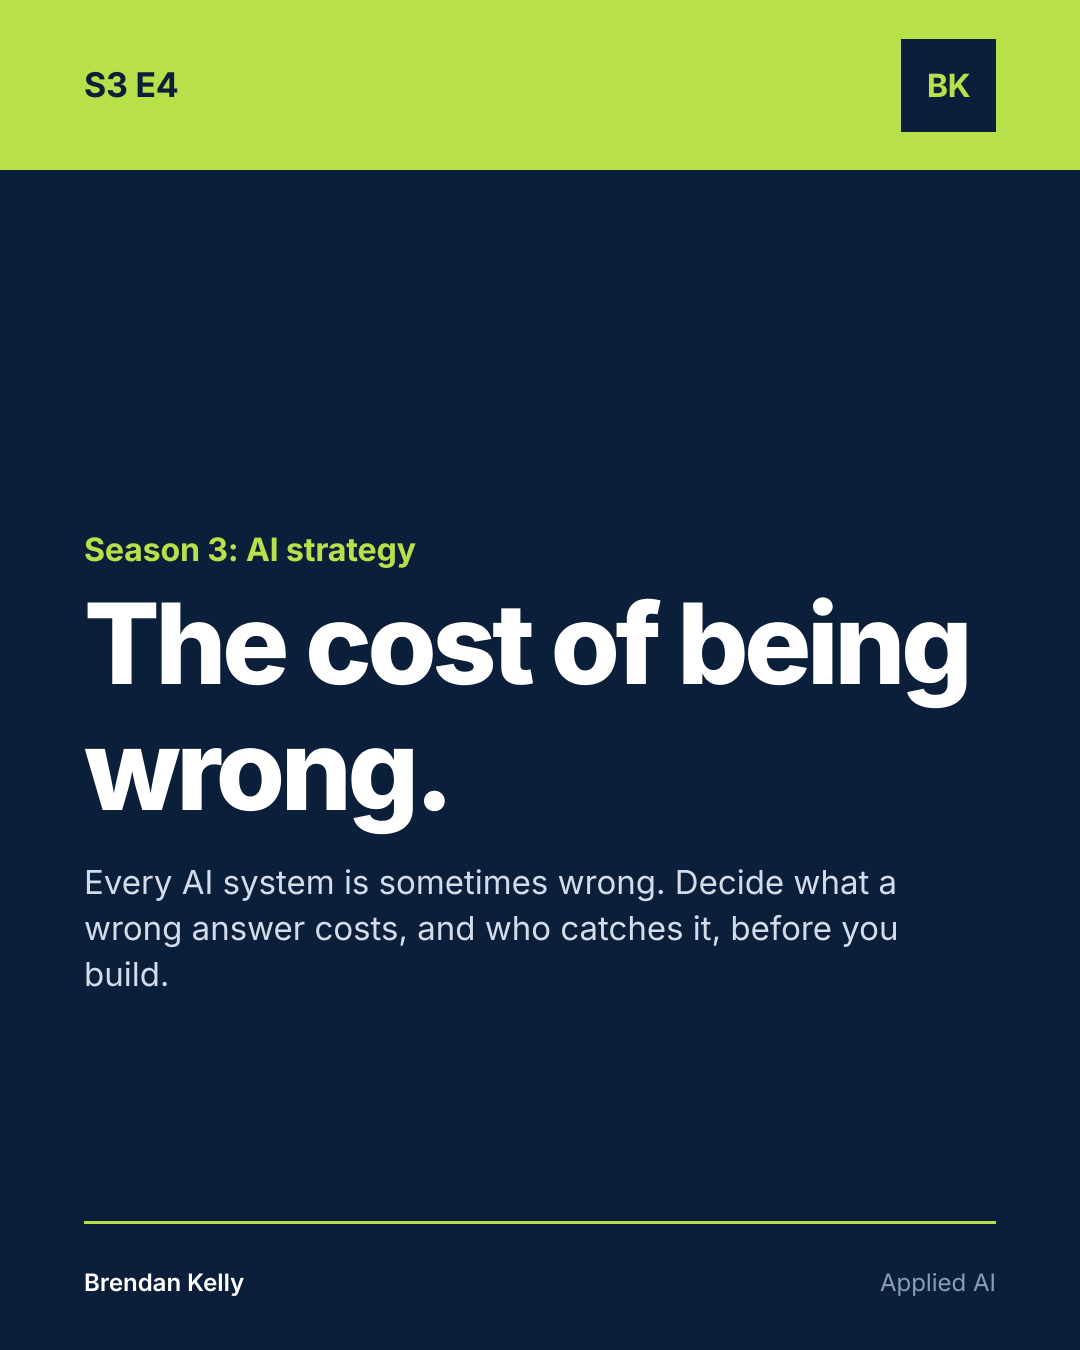 S3 E4
BK
Season 3: AI strategy
The cost of being
wrong.
Every AI system is sometimes wrong. Decide what a
wrong answer costs, and who catches it, before you
build.
Brendan Kelly
Applied AI